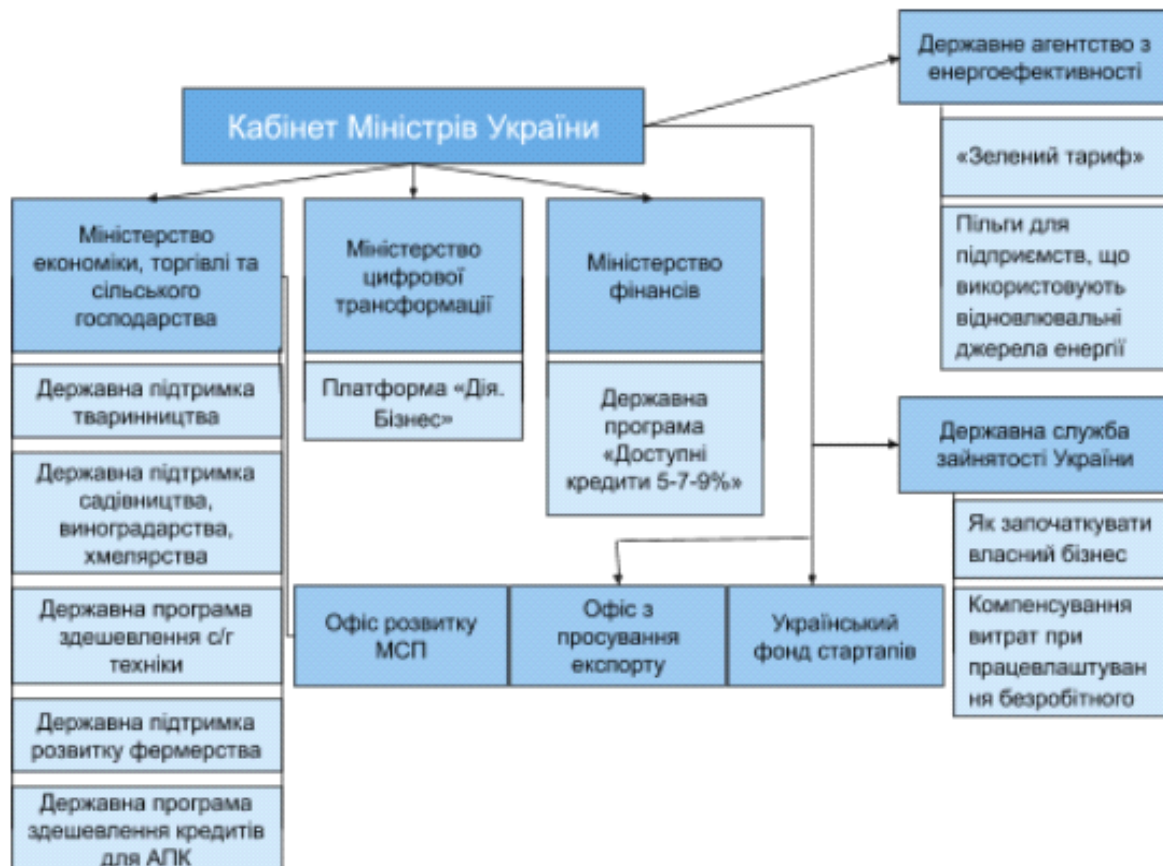 Державне агентство з
енергоефективності
Кабінет Міністрів України
«Зелений тариф»
Пільги для
підприємств, що
використовують
відновлювальні
джерела енергії
Міністерство
економіки, торгівлі та
сільського
господарства
Міністерство
цифрової
трансформації
Міністерство
фінансів
Державна підтримка
тваринництва
Державна підтримка
садівництва,
виноградарства,
хмелярства
Державна програма
здешевлення с/г
техніки
Державна підтримка
розвитку фермерства
Державна програма
здешевлення кредитів
для АПК
Платформа «Дія.
Бізнес»
Державна
програма
«Доступні
кредити 5-7-9%»
Державна служба
зайнятості України
Як започаткувати
власний бізнес
Компенсування
витрат при
працевлаштуван
ня безробітного
Офіс розвитку
МСП
Офіс з
просування
експорту
Український
фонд стартапів